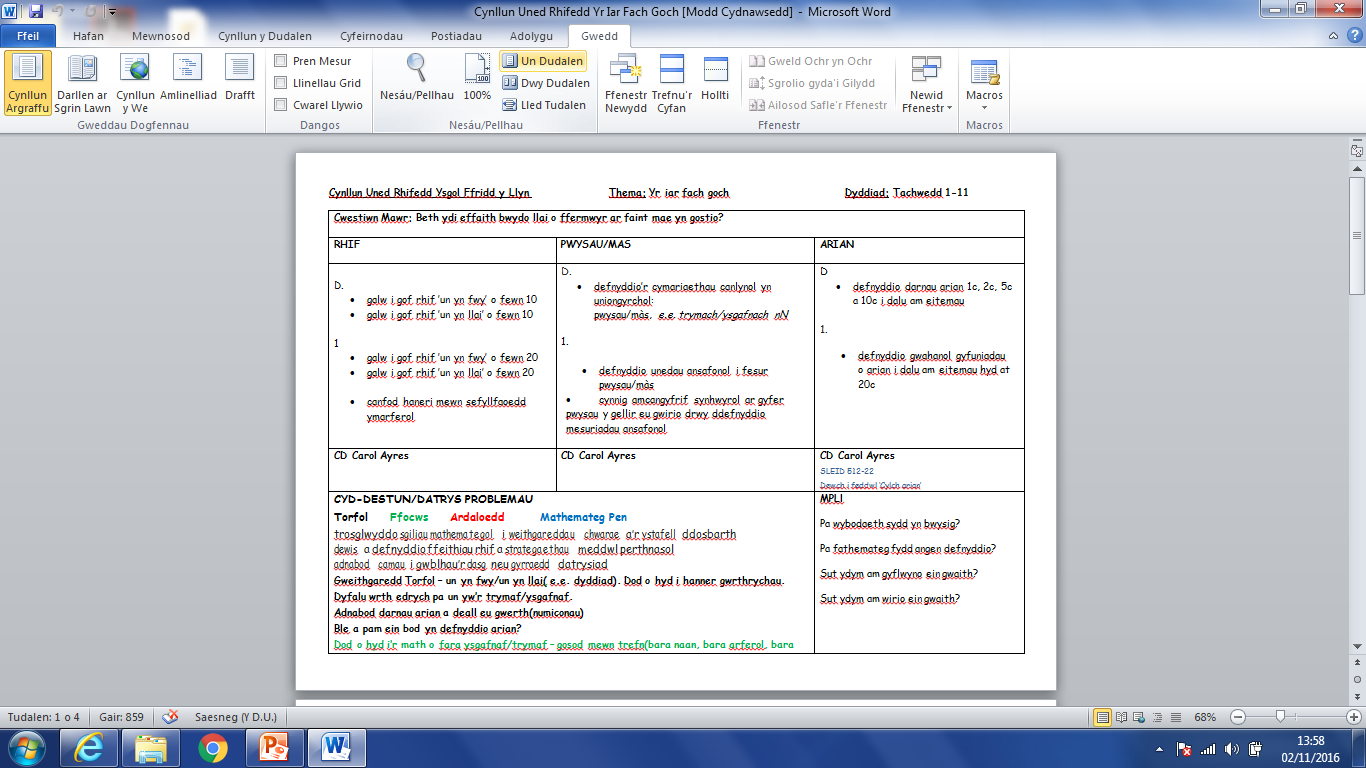 Cynllun Uned Rhifedd Yr Iar Fach Goch [Modd Cydnawsedd] - Microsoft Word
Ffeil Hafan Mewnosod Cynllun y Dudalen Cyfeirnodau Postiadau Adolygu Gwedd
Cynllun Argraffu
Darllen ar Sgrin Lawn
Cynllun y We
Amlinelliad
Drafft
Gweddau Dogfennau
Pren Mesur
Llinellau Grid
Cwarel Llywio
Dangos
Nesáu/Pellhau
100%
Un Dudalen
Dwy Dudalen
Lled Tudalen
Nesáu/Pellhau
Ffenestr Newydd
Trefnu'r Cyfan
Hollti
Gweld Ochr yn Ochr
Sgrolio gyda'i Gilydd
Ailosod Safle'r Ffenestr
Newid Ffenestr
Ffenestr
Macros
Macros
Cynllun Uned Rhifedd Ysgol Ffridd y Llyn Thema: Yr iar fach goch Dyddiad: Tachwedd 1-11
Cwestiwn Mawr: Beth ydi effaith bwydo llai o ffermwyr ar faint mae yn gostio?
RHIF
PWYSAU/MAS
ARIAN
D.
• galw i gof rhif 'un yn fwy' o fewn 10
• galw i gof rhif 'un yn llai' o fewn 10
1
• galw i gof rhif 'un yn fwy' o fewn 20
• galw i gof rhif 'un yn llai' o fewn 20
• canfod haneri mewn sefyllfaoedd
ymarferol
D.
• defnyddio'r cymariaethau canlynol yn
uniongyrchol:
pwysau/màs, e.e. trymach/ysgafnach nN
1.
• defnyddio unedau ansafonol i fesur
pwysau/màs
• cynnig amcangyfrif synhwyrol ar gyfer
pwysau y gellir eu gwirio drwy ddefnyddio
mesuriadau ansafonol
D
• defnyddio darnau arian 1c, 2c, 5c
a 10c i dalu am eitemau
1.
• defnyddio gwahanol gyfuniadau
o arian i dalu am eitemau hyd at
20c
CD Carol Ayres
CD Carol Ayres
CD Carol Ayres
SLEID 512-22
Dewch i feddwl 'Cylch arian'
CYD-DESTUN/DATRYS PROBLEMAU
Torfol Ffocws Ardaloedd Mathemateg Pen
trosglwyddo sgiliau mathemategol i weithgareddau chwarae a'r ystafell ddosbarth
dewis a defnyddio ffeithiau rhif a strategaethau meddwl perthnasol
adnabod camau i gwblhau'r dasg neu gyrraedd datrysiad
Gweithgaredd Torfol – un yn fwy/un yn llai( e.e. dyddiad). Dod o hyd i hanner gwrthrychau.
Dyfalu wrth edrych pa un yw'r trymaf/ysgafnaf.
Adnabod darnau arian a deall eu gwerth(numiconau)
Ble a pam ein bod yn defnyddio arian?
Dod o hyd i'r math o fara ysgafnaf/trymaf – gosod mewn trefn(bara naan, bara arferol, bara
MPLI
Pa wybodaeth sydd yn bwysig?
Pa fathemateg fydd angen defnyddio?
Sut ydym am gyflwyno ein gwaith?
Sut ydym am wirio ein gwaith?
Tudalen: 1 o 4 Gair: 859 Saesneg (Y D.U.) 68%
13:58
02/11/2016